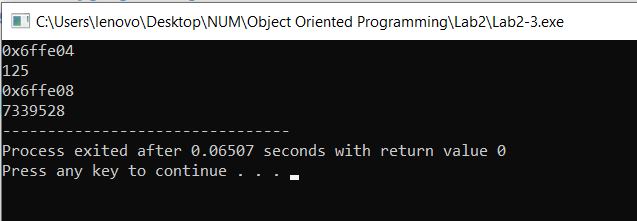 C:\Users\lenovo\Desktop\NUM\Object Oriented Programming\Lab2\Lab2-3.exe
0x6ffe04
125
0x6ffe08
7339528
--------------------------------
Process exited after 0.06507 seconds with return value 0
Press any key to continue . . .